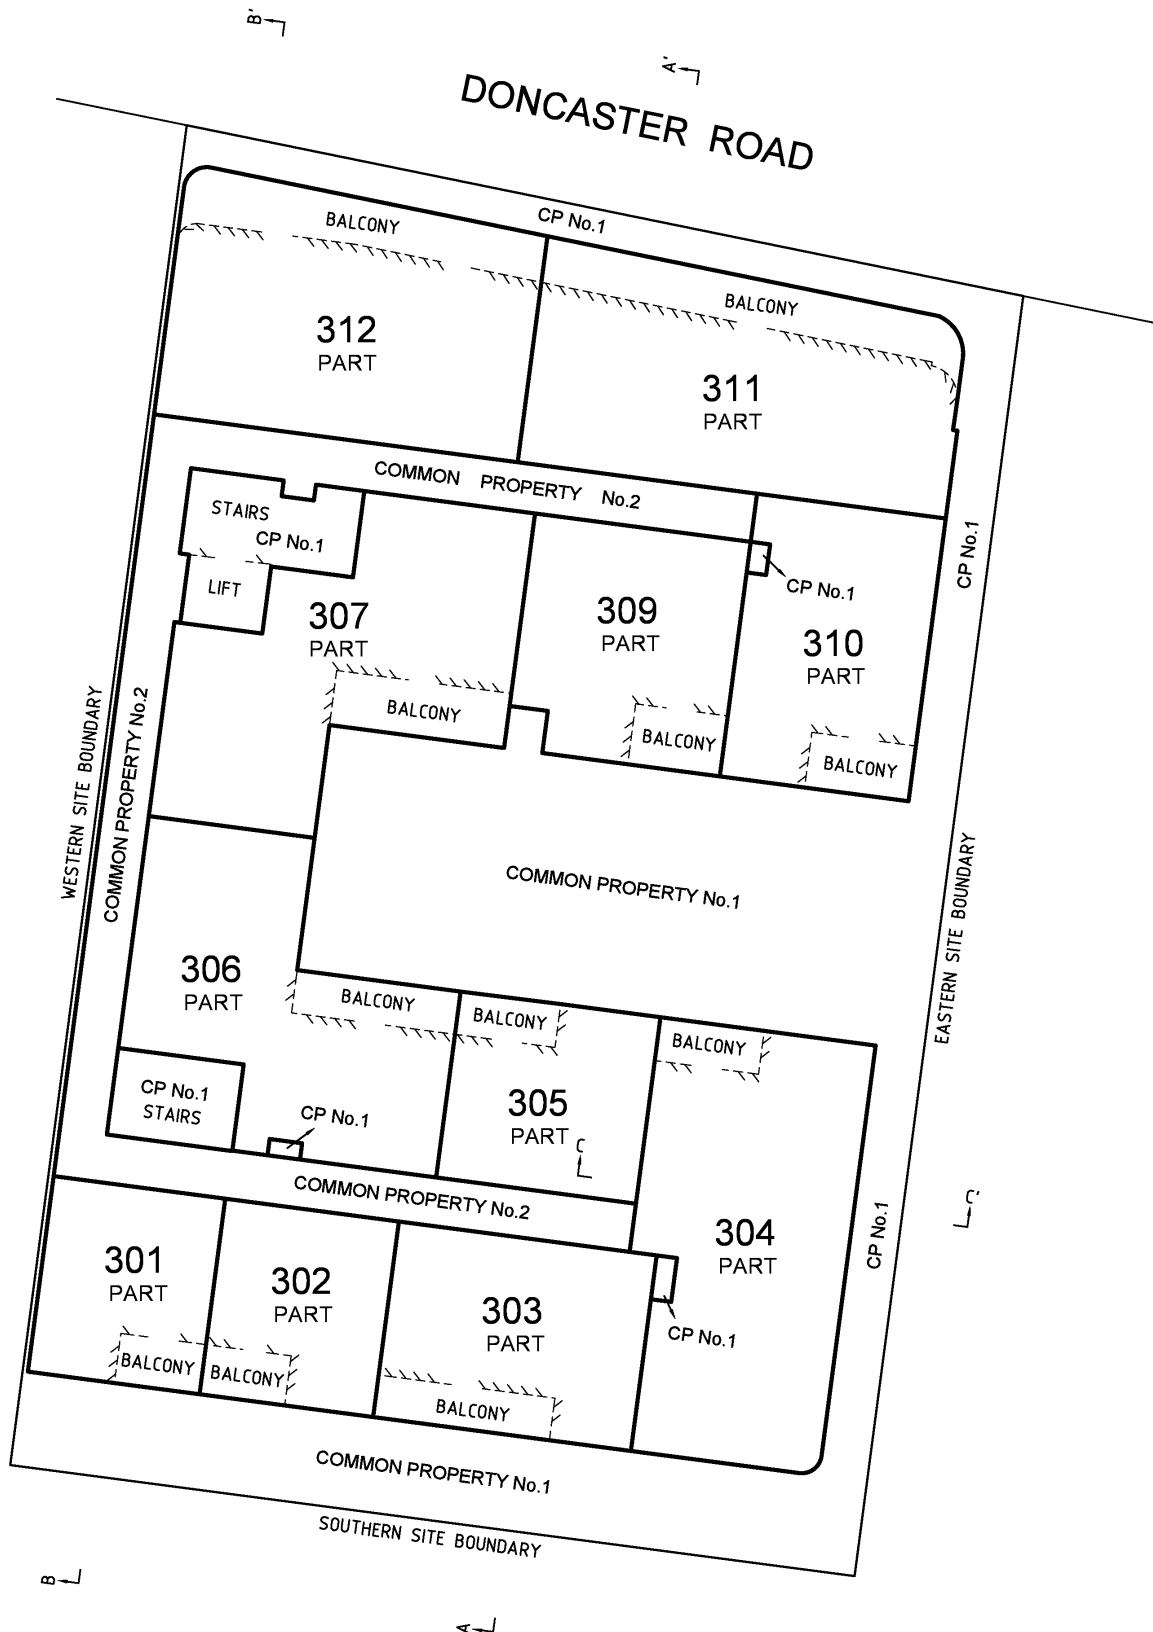 B'
A'
DONCASTER ROAD
CP No.1
BALCONY
BALCONY
312
PART
311
PART
COMMON PROPERTY No.2
STAIRS
CP No.1
CP No.1
LIFT
CP No.1
307
PART
309
PART
310
PART
BALCONY
BALCONY
BALCONY
WESTERN SITE BOUNDARY
COMMON PROPERTY No.2
COMMON PROPERTY No.1
EASTERN SITE BOUNDARY
306
PART
BALCONY
BALCONY
BALCONY
CP No.1
STAIRS
CP No.1
305
PART
C
COMMON PROPERTY No.2
C'
304
PART
CP No.1
301
PART
302
PART
303
PART
CP No.1
BALCONY
BALCONY
BALCONY
COMMON PROPERTY No.1
SOUTHERN SITE BOUNDARY
B
A